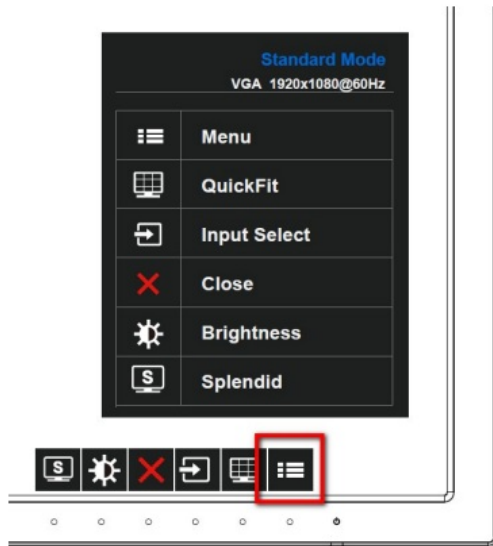 Standard Mode
VGA 1920x1080@60Hz
Menu
QuickFit
Input Select
Close
Brightness
S Splendid
S